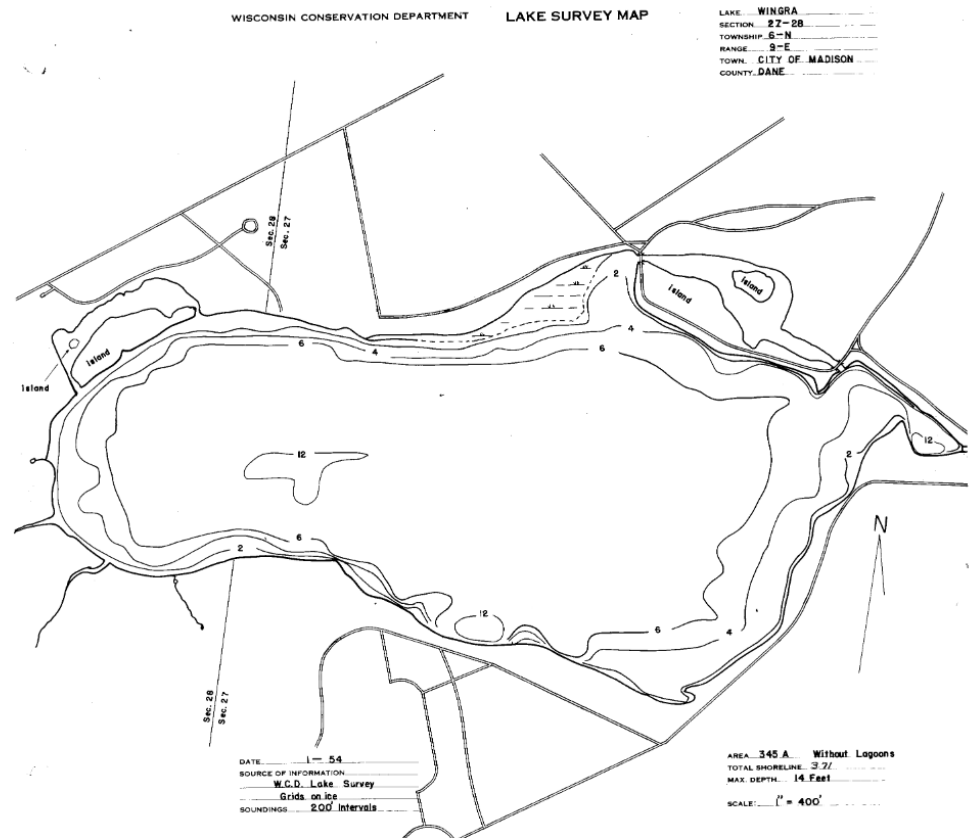 WISCONSIN CONSERVATION DEPARTMENT LAKE SURVEY MAP
LAKE WINGRA
SECTION 27-28
TOWNSHIP 6-N
RANGE 9-E
TOWN. CITY OF MADISON
COUNTY DANE
Sec. 28
Sec. 27
Island
Island
Island
Island
2
4
6
6
4
12
12
2
6
2
12
6
4
N
Sec. 28
Sec. 27
DATE 1-54
SOURCE OF INFORMATION
W.C.D. Lake Survey
Grids on ice
SOUNDINGS 200' Intervals
AREA 345 A Without Lagoons
TOTAL SHORELINE 3.71
MAX. DEPTH. 14 Feet
SCALE: 1" = 400'